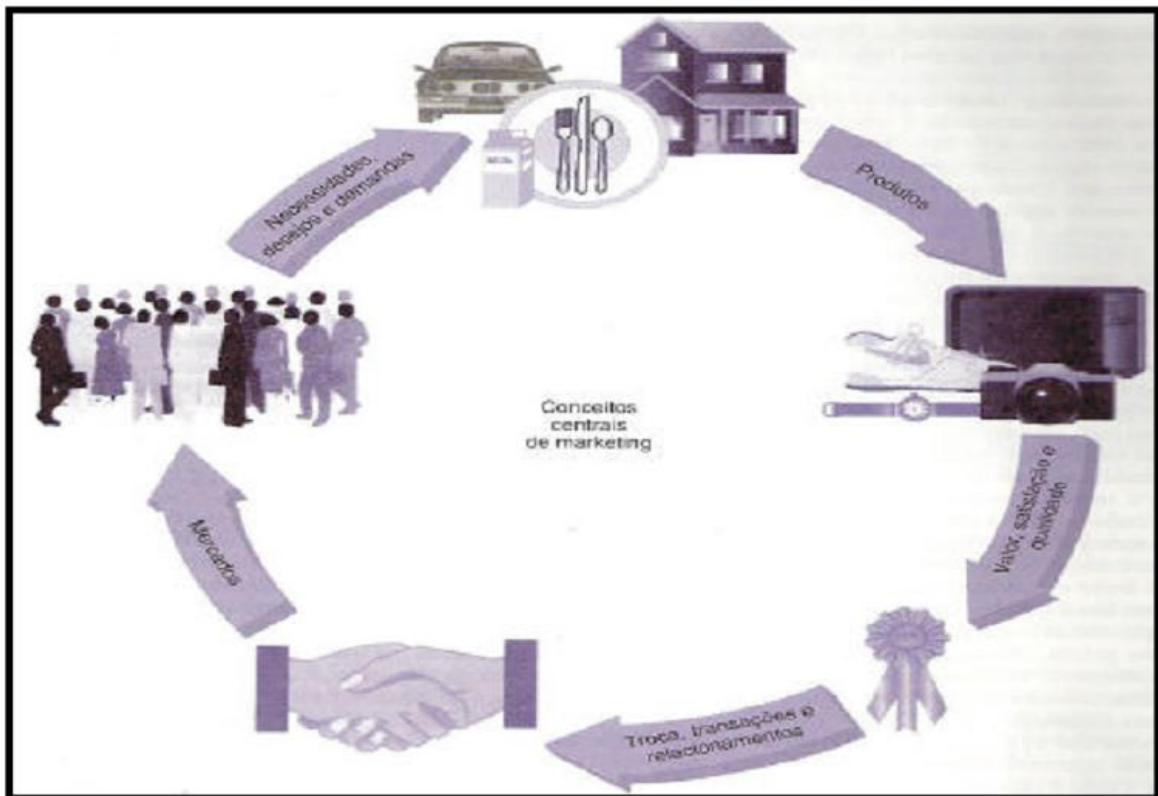 Necessidades,
desejos e demandas
Produtos
Valor, satisfação e
qualidade
Troca, transações e
relacionamentos
Mercados
Conceitos
centrais
de marketing